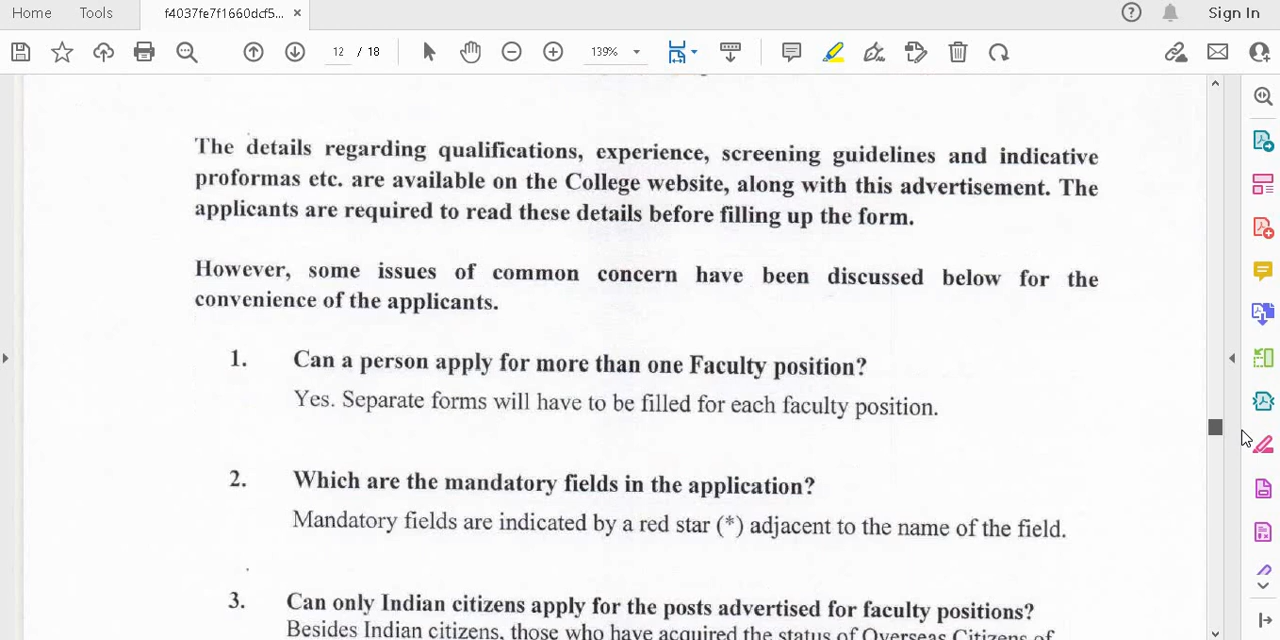 Home Tools f4037fe7f1660dcf5... × Sign In
12 / 18 139%
The details regarding qualifications, experience, screening guidelines and indicative
proformas etc. are available on the College website, along with this advertisement. The
applicants are required to read these details before filling up the form.
However, some issues of common concern have been discussed below for the
convenience of the applicants.
1. Can a person apply for more than one Faculty position?
Yes. Separate forms will have to be filled for each faculty position.
2. Which are the mandatory fields in the application?
Mandatory fields are indicated by a red star (*) adjacent to the name of the field.
3. Can only Indian citizens apply for the posts advertised for faculty positions?
Besides Indian citizens, those who have acquired the status of Overseas Citizens of